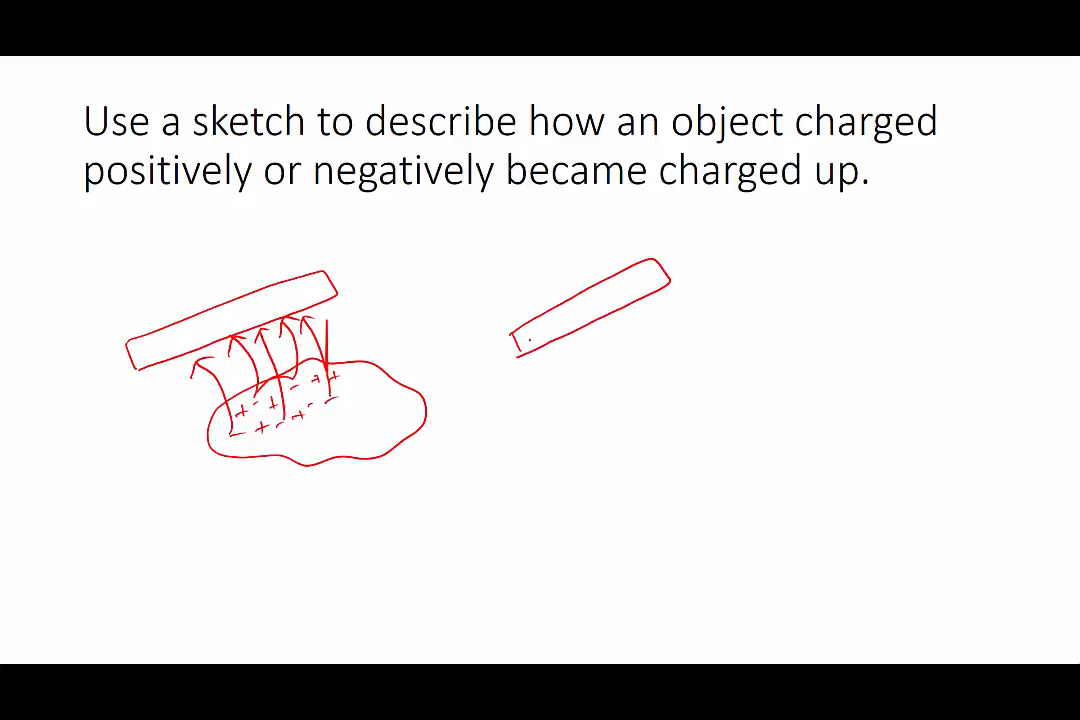 Use a sketch to describe how an object charged
positively or negatively became charged up.